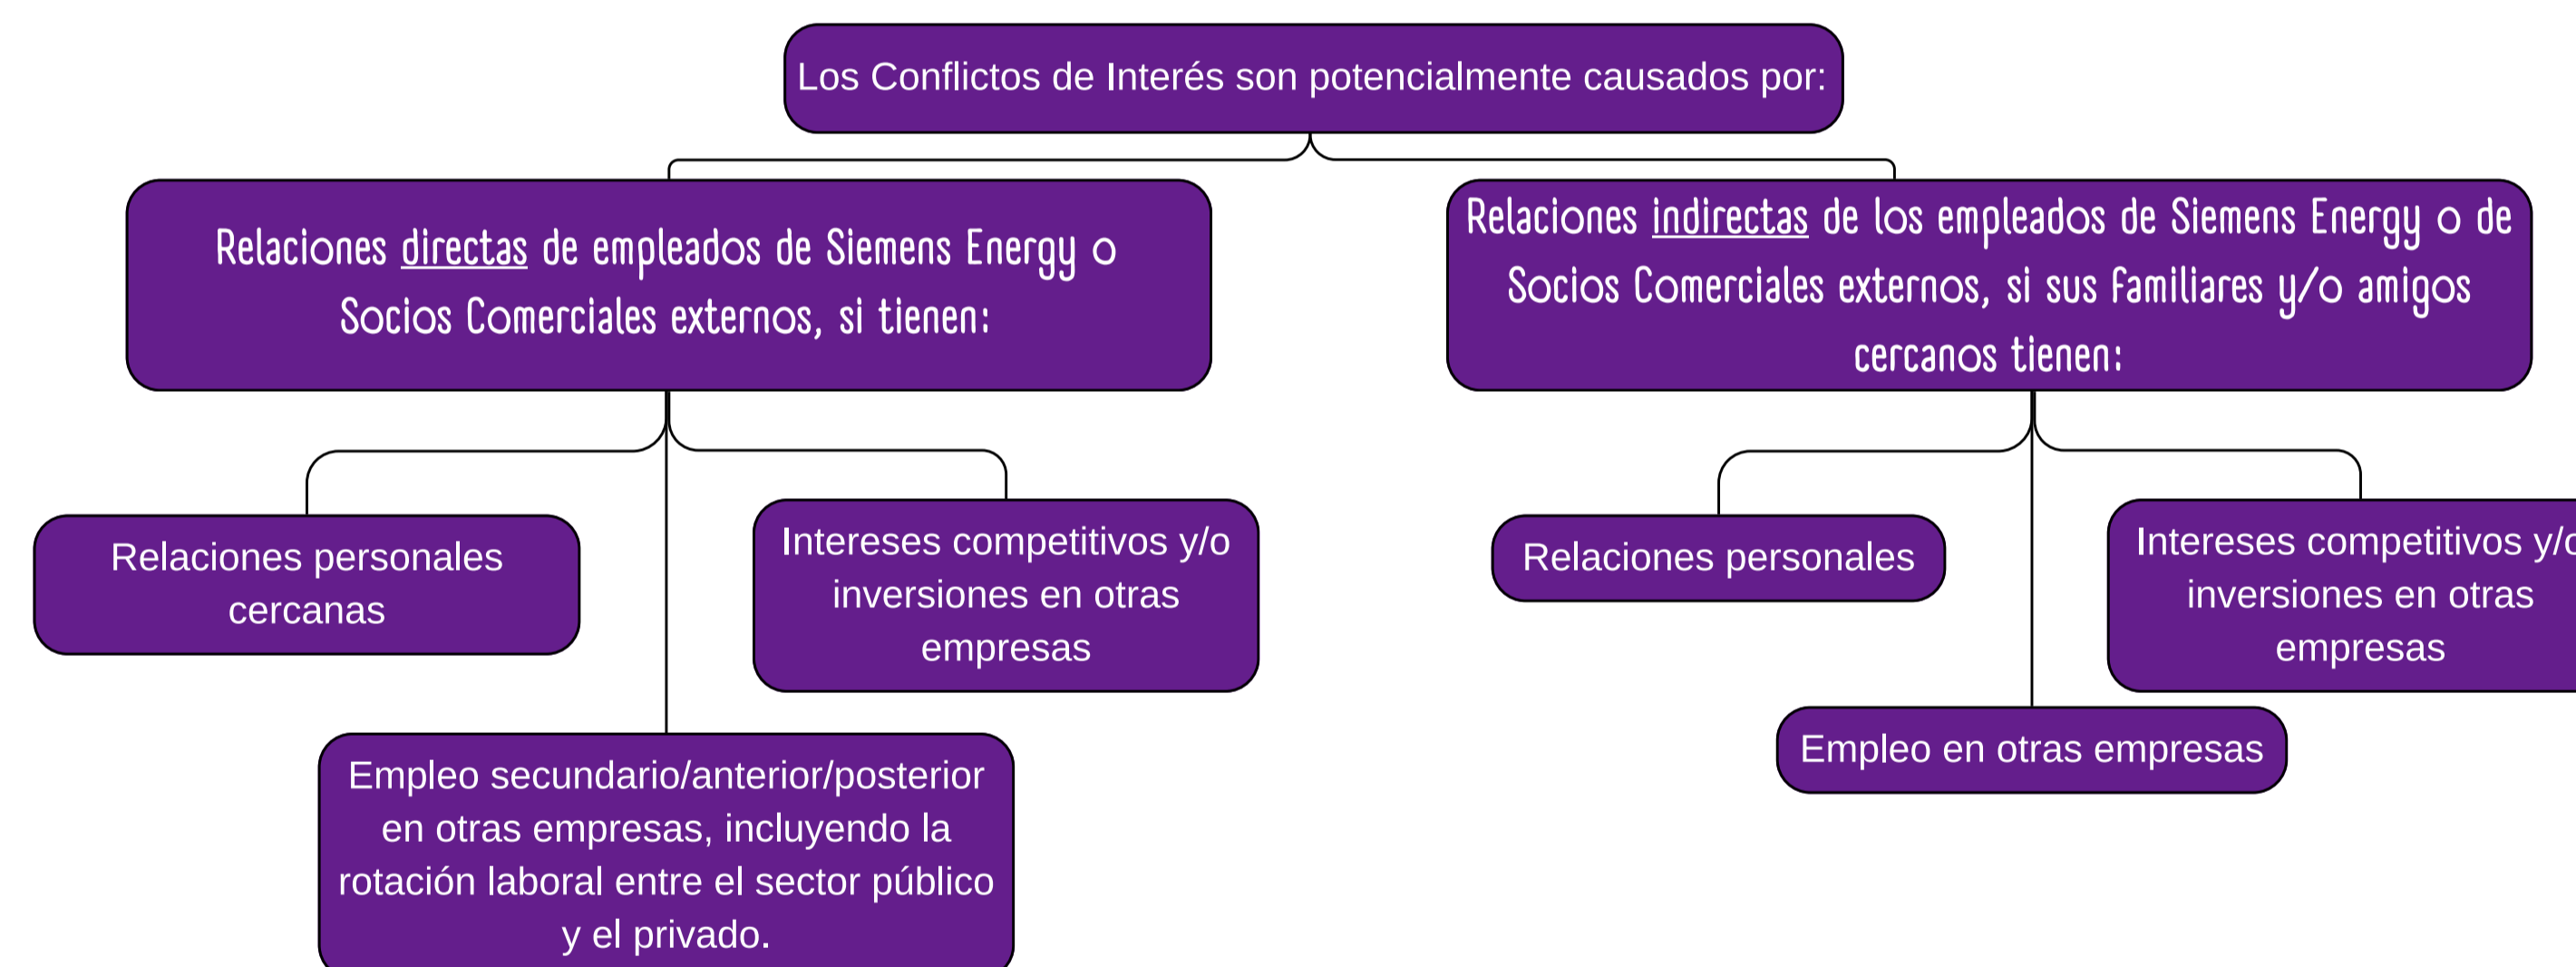 Los Conflictos de Interés son potencialmente causados por:
Relaciones directas de empleados de Siemens Energy o
Socios Comerciales externos, si tienen:
Relaciones indirectas de los empleados de Siemens Energy o de
Socios Comerciales externos, si sus familiares y/o amigos
cercanos tienen:
Relaciones personales
cercanas
Intereses competitivos y/o
inversiones en otras
empresas
Empleo secundario/anterior/posterior
en otras empresas, incluyendo la
rotación laboral entre el sector público
y el privado.
Relaciones personales
Intereses competitivos y/o
inversiones en otras
empresas
Empleo en otras empresas